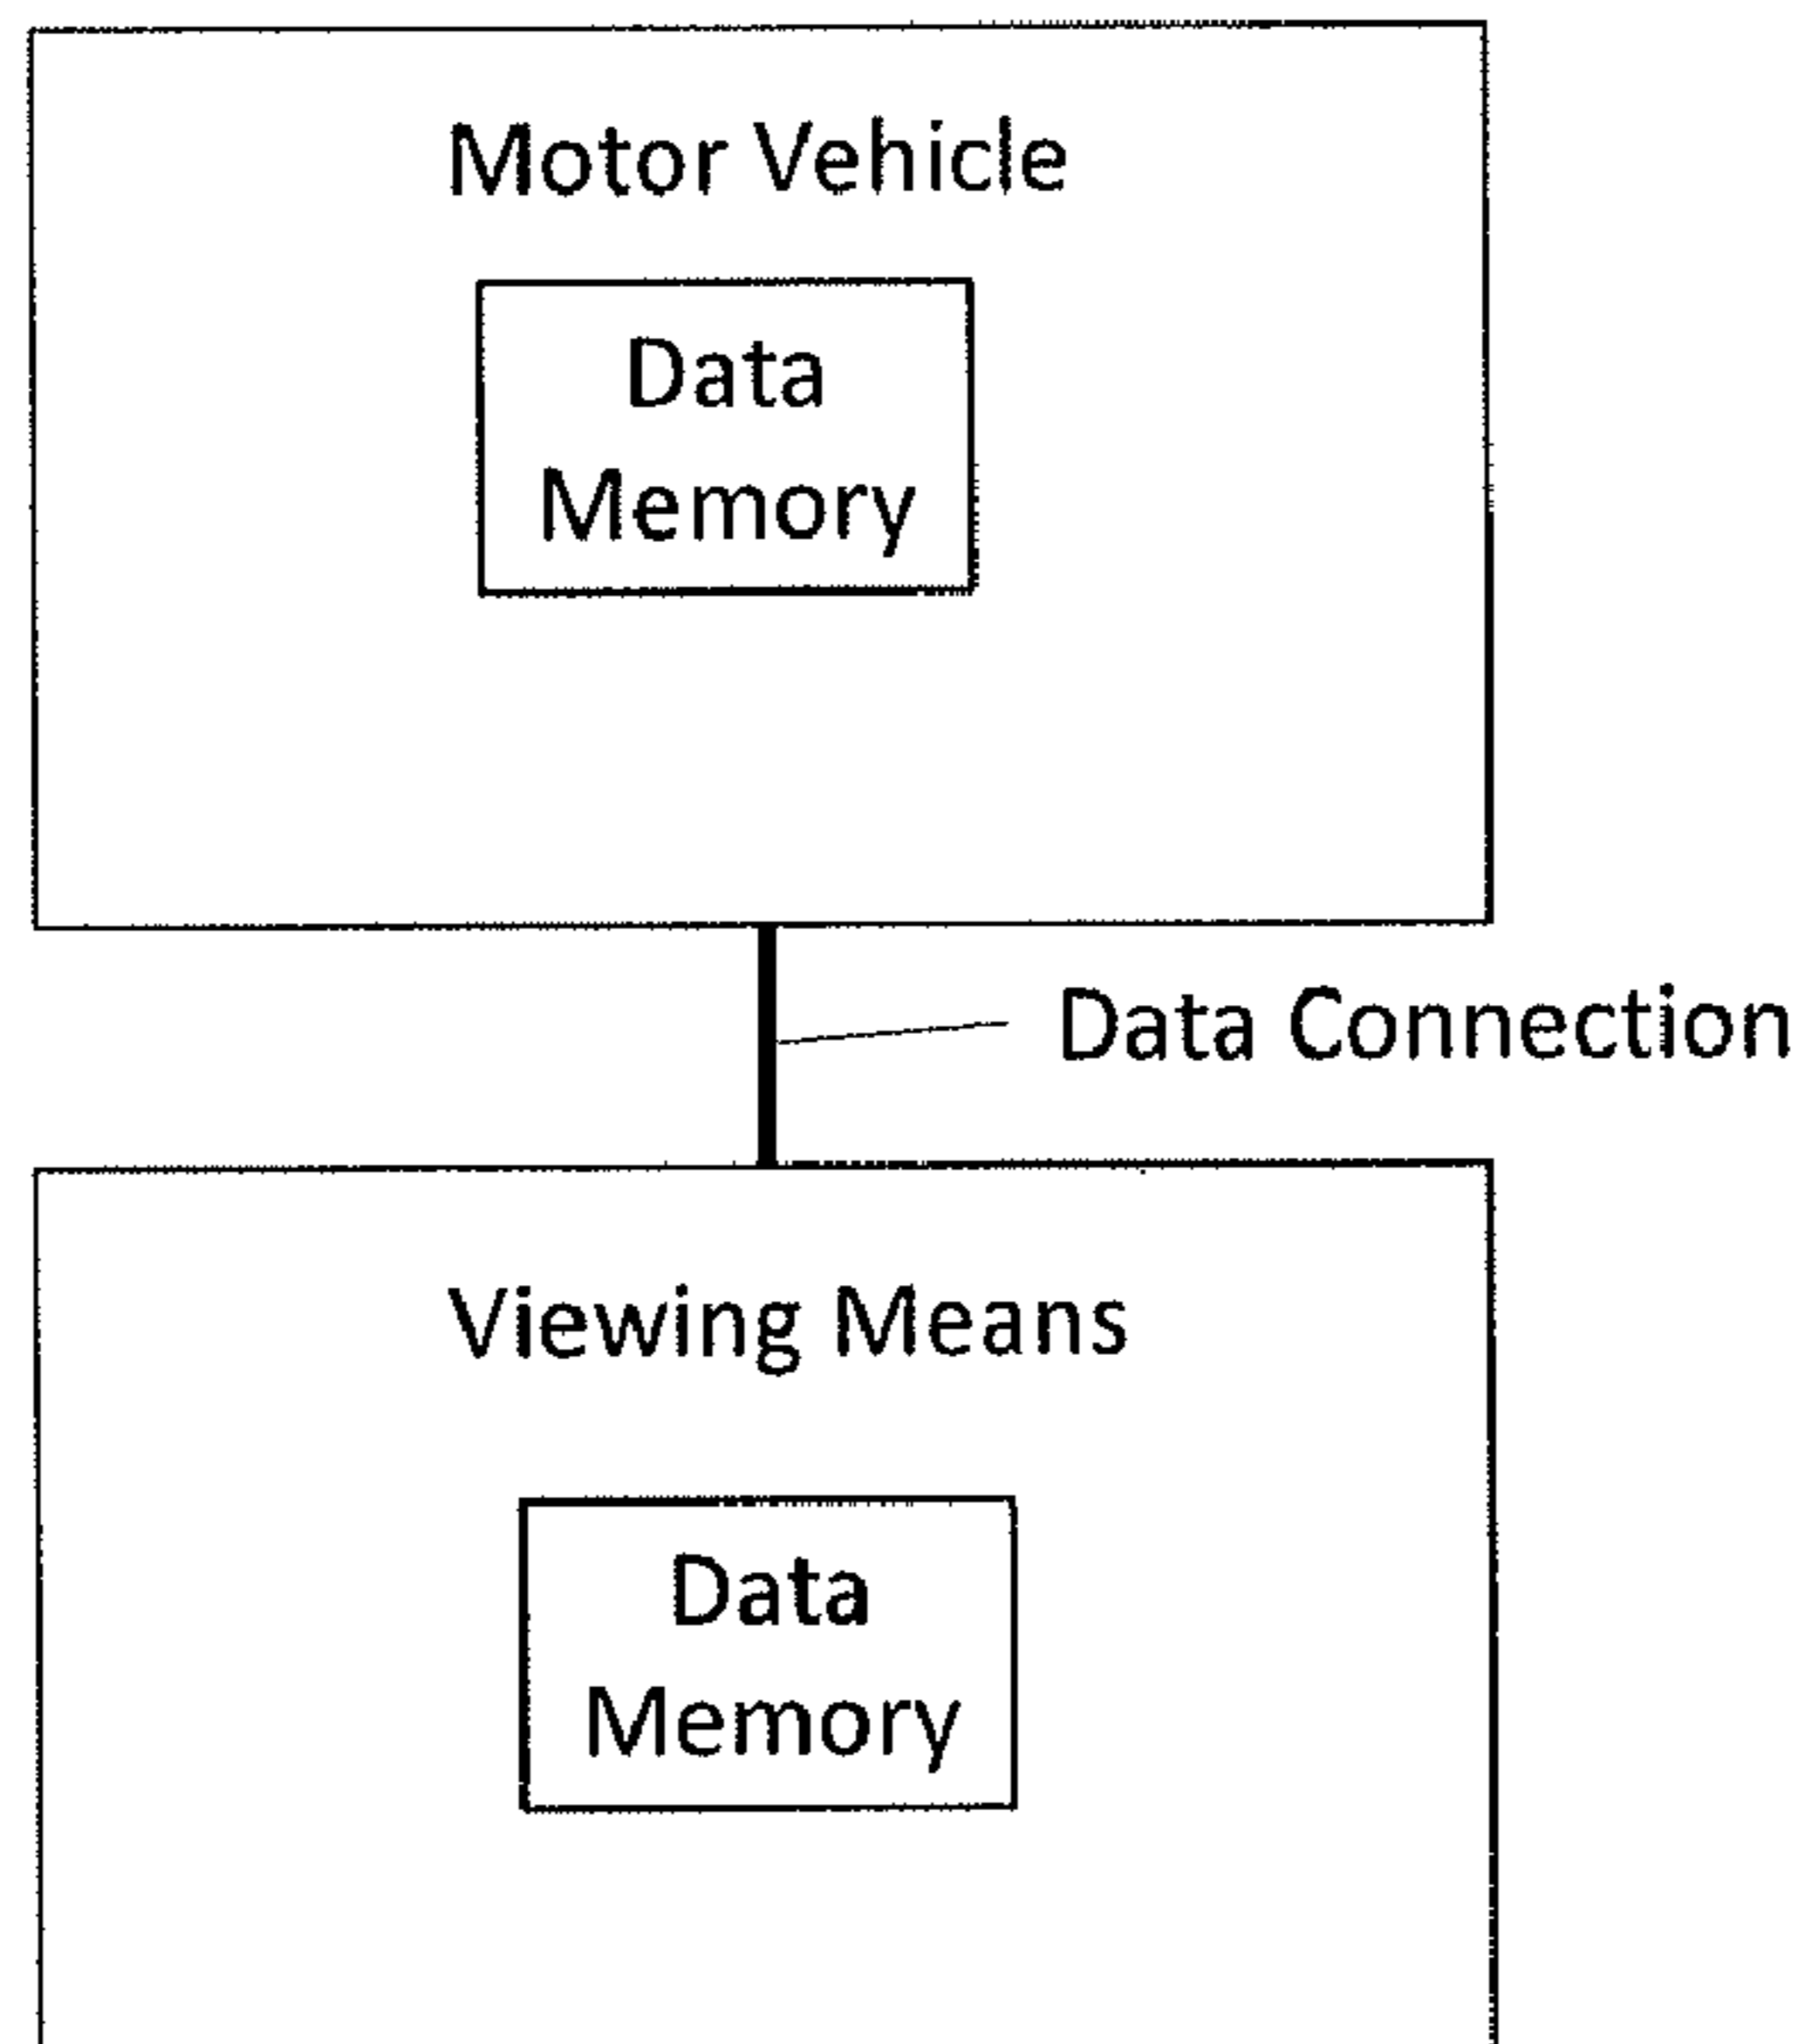 Motor Vehicle
Data
Memory
Data Connection
Viewing Means
Data
Memory